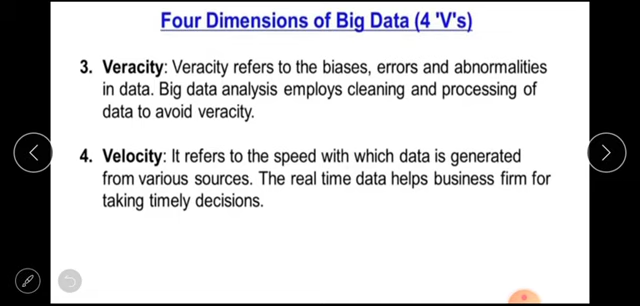 Four Dimensions of Big Data (4 'V's)
3. Veracity: Veracity refers to the biases, errors and abnormalities
in data. Big data analysis employs cleaning and processing of
data to avoid veracity.
4. Velocity: It refers to the speed with which data is generated
from various sources. The real time data helps business firm for
taking timely decisions.